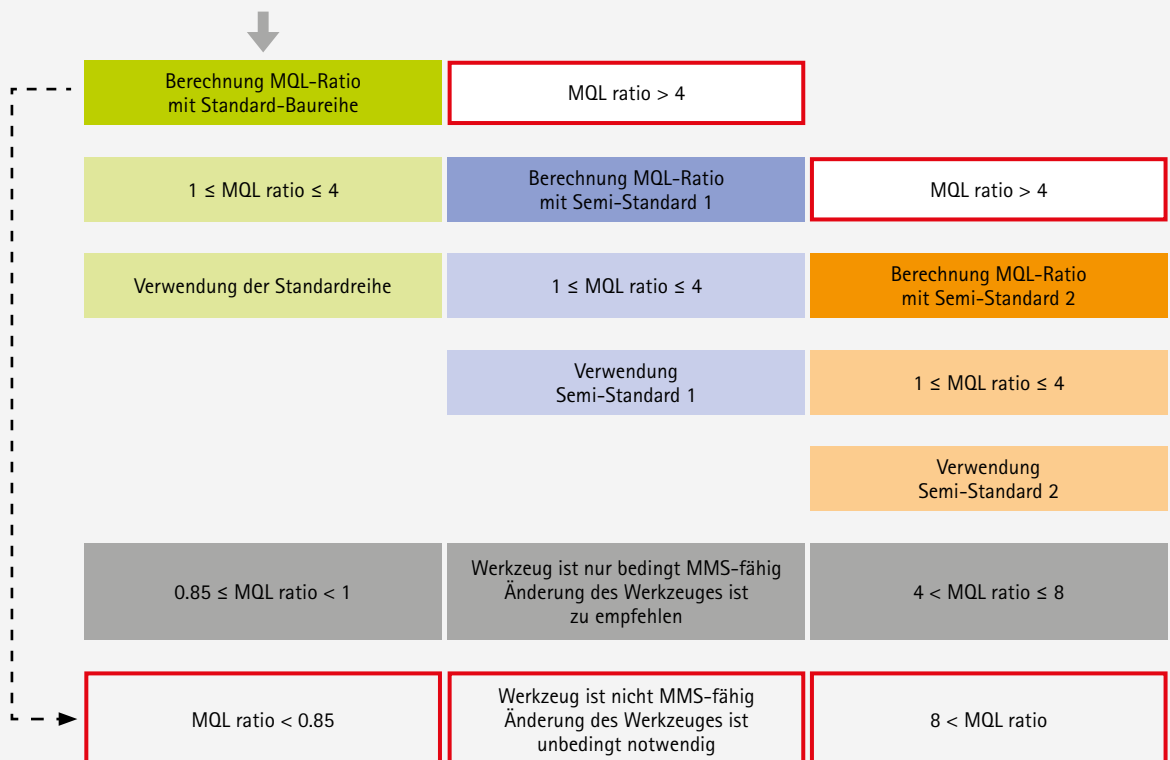 Berechnung MQL-Ratio
mit Standard-Baureihe
MQL ratio > 4
1 ≤ MQL ratio ≤ 4
Berechnung MQL-Ratio
mit Semi-Standard 1
MQL ratio > 4
Verwendung der Standardreihe
1 ≤ MQL ratio ≤ 4
Berechnung MQL-Ratio
mit Semi-Standard 2
Verwendung
Semi-Standard 1
1 ≤ MQL ratio ≤ 4
Verwendung
Semi-Standard 2
0.85 ≤ MQL ratio < 1
Werkzeug ist nur bedingt MMS-fähig
Änderung des Werkzeuges ist
zu empfehlen
4 < MQL ratio ≤ 8
MQL ratio < 0.85
Werkzeug ist nicht MMS-fähig
Änderung des Werkzeuges ist
unbedingt notwendig
8 < MQL ratio